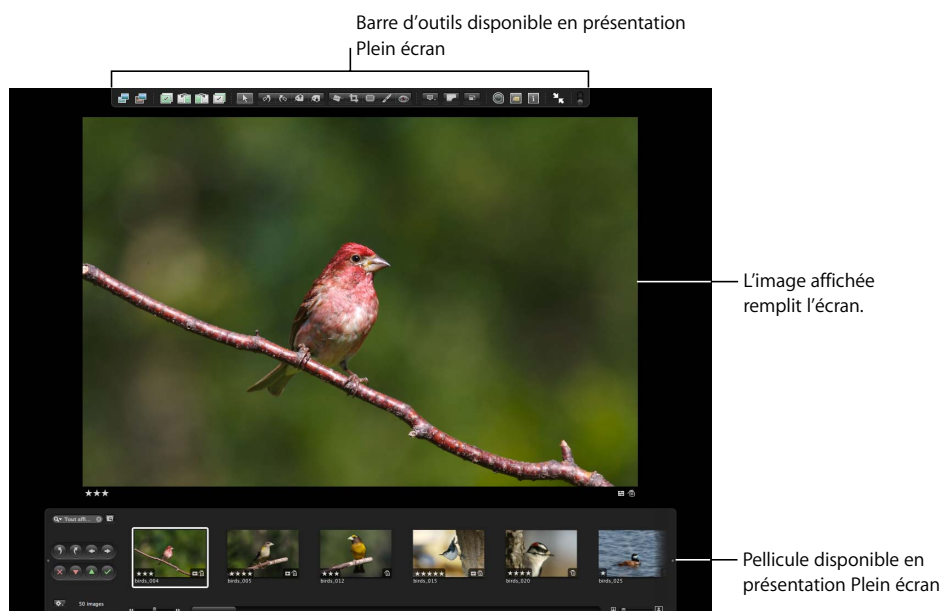 Barre d’outils disponible en présentation
Plein écran
L’image affichée
remplit l’écran.
★★★
Tout affi...
★★★
birds_004
★★★★
birds_005
★★★
birds_012
★★★★★
birds_015
★★★★★
birds_020
★
birds_025
50 images
Pellicule disponible en
présentation Plein écran